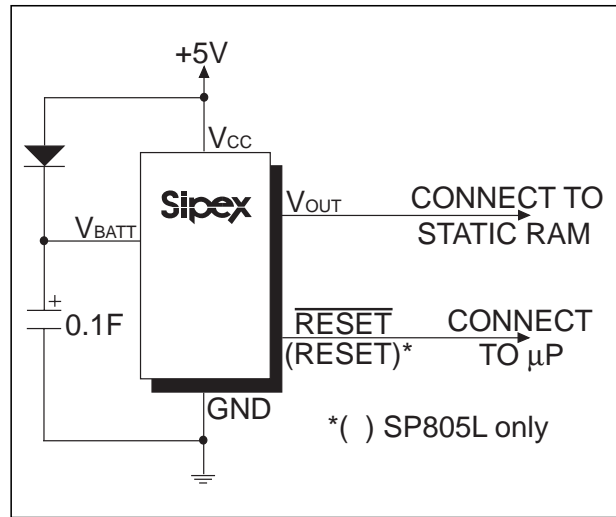 +5V
VCC
Sipex
VOUT
CONNECT TO
STATIC RAM
VBATT
+
0.1F
RESET
(RESET)*
CONNECT
TO µP
GND
*( ) SP805L only